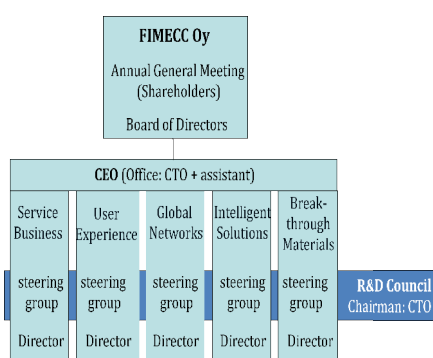 FIMECC Oy
Annual General Meeting
(Shareholders)
Board of Directors
CEO (Office: CTO + assistant)
Service
Business
User
Experience
Global
Networks
Intelligent
Solutions
Break-
through
Materials
steering
group
steering
group
steering
group
steering
group
steering
group
R&D Council
Chairman: CTO
Director
Director
Director
Director
Director